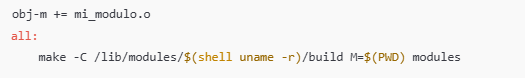 obj-m += mi_modulo.o
all:
    make -C /lib/modules/$(shell uname -r)/build M=$(PWD) modules